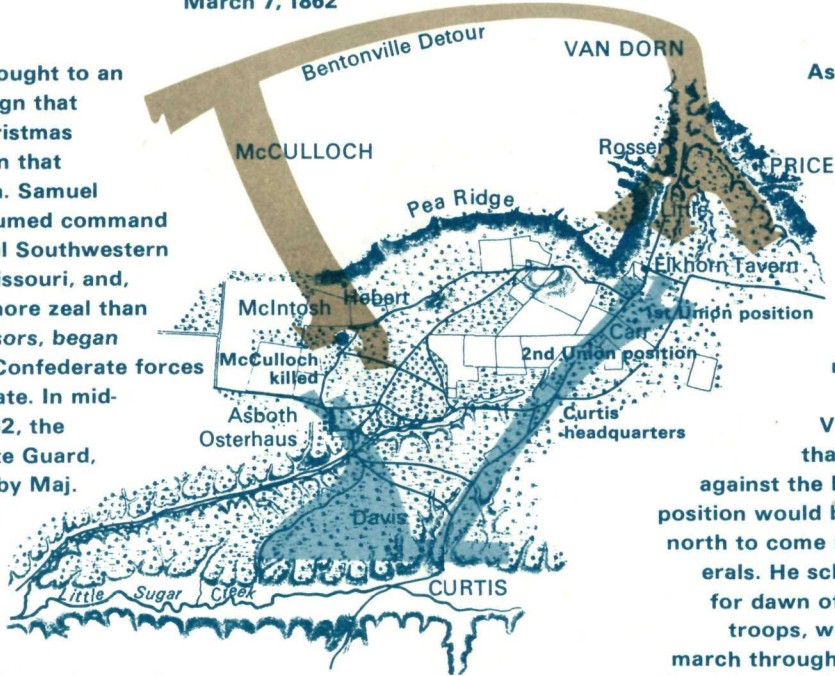 March 7, 1862
ought to an
gn that
ristmas
n that
. Samuel
umed command
l Southwestern
issouri, and,
more zeal than
sors, began
Confederate forces
ate. In mid-
2, the
e Guard,
by Maj.
Bentonville Detour
VAN DORN
McCULLOCH
Rosser
PRICE
Little
Pea Ridge
Elkhorn Tavern
McIntosh
Hebert
1st Union position
Carr
McCulloch
killed
2nd Union position
Asboth
Osterhaus
Curtis'
headquarters
Davis
Little Sugar Creek
CURTIS
As
V
tha
against the
position would b
north to come
erals. He sc
for dawn o
troops, w
march through